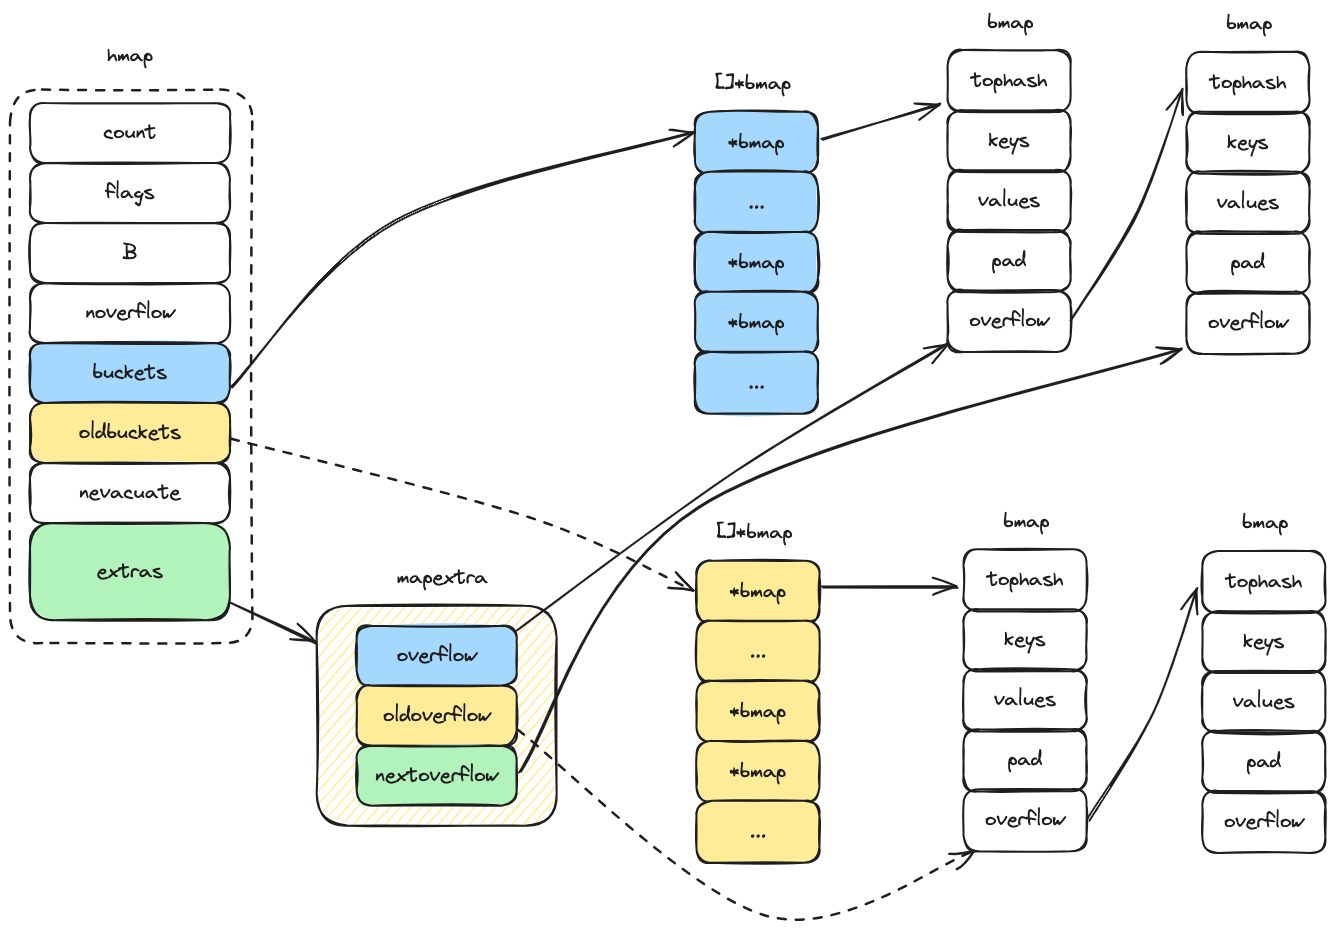 hmap
count
flags
B
noverflow
buckets
oldbuckets
nevacuate
extras
mapextra
overflow
oldoverflow
nextoverflow
[]*bmap
*bmap
...
*bmap
*bmap
...
bmap
tophash
keys
values
pad
overflow
bmap
tophash
keys
values
pad
overflow
[]*bmap
*bmap
...
*bmap
*bmap
...
bmap
tophash
keys
values
pad
overflow
bmap
tophash
keys
values
pad
overflow